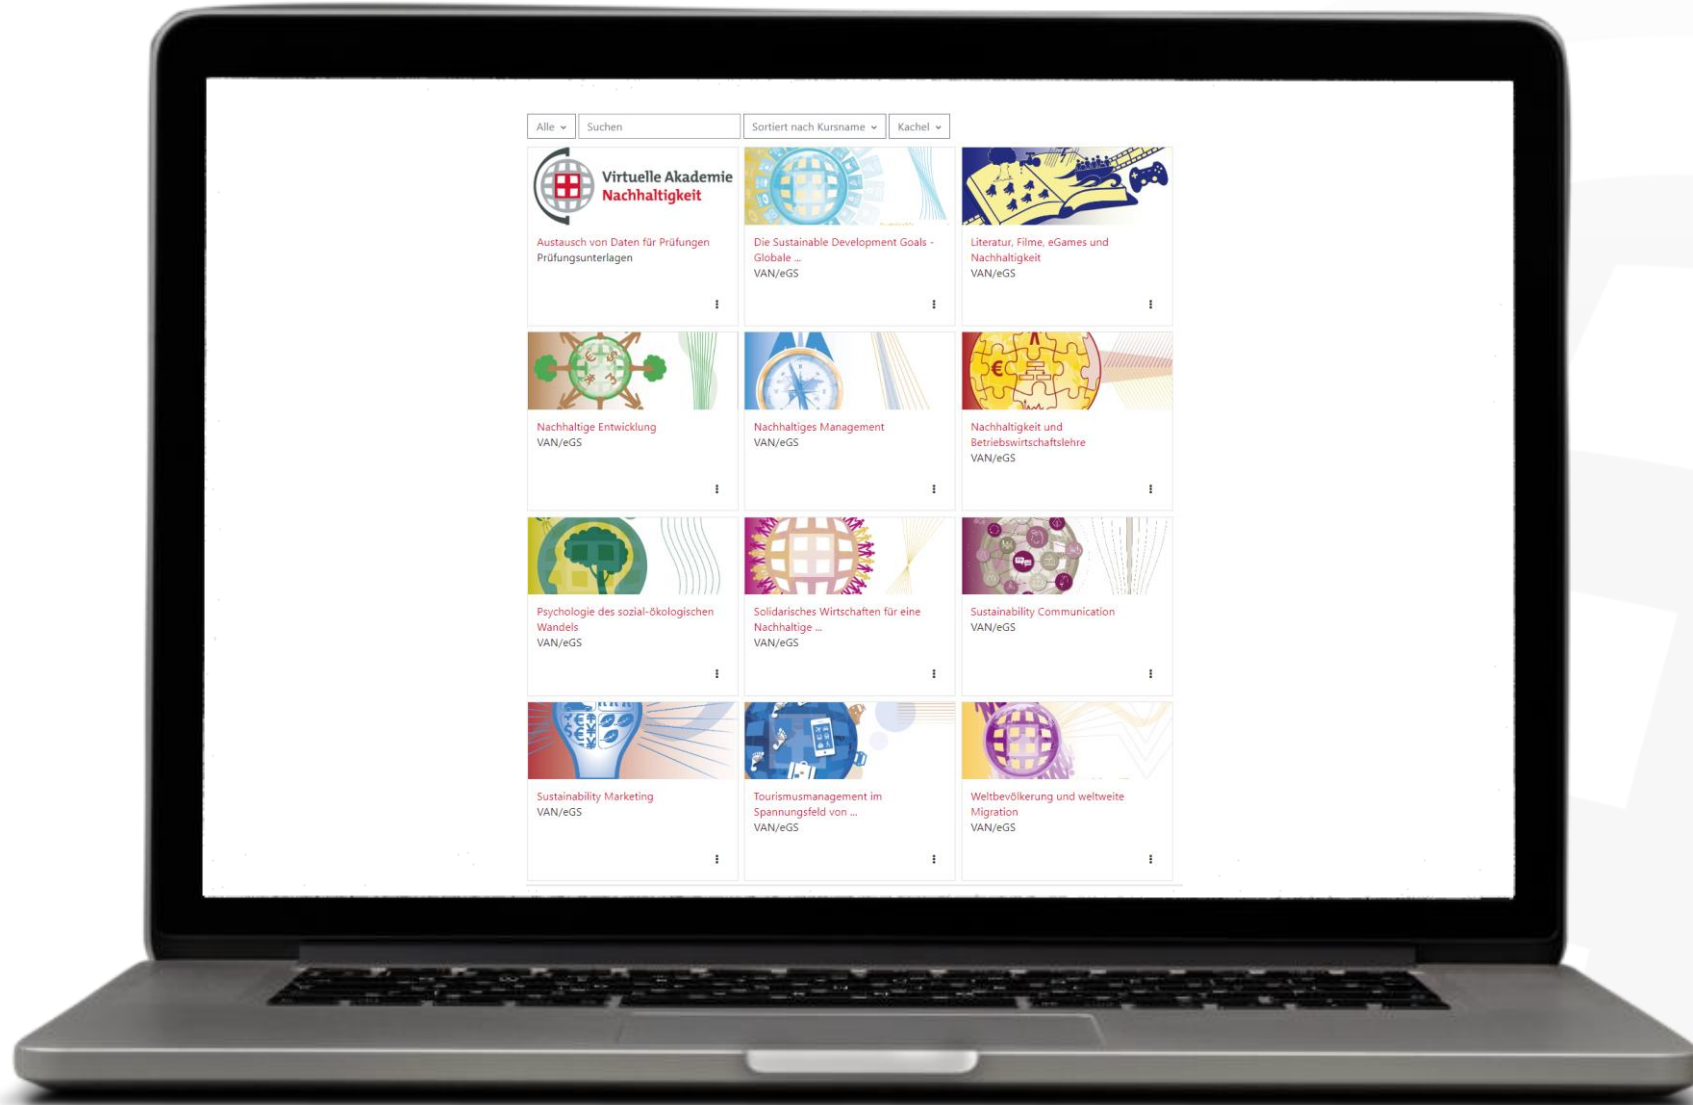 Alle
Suchen
Sortiert nach Kursname
Kachel
Virtuelle Akademie
Nachhaltigkeit
Austausch von Daten für Prüfungen
Prüfungsunterlagen
Die Sustainable Development Goals -
Globale ...
VAN/eGS
Literatur, Filme, eGames und
Nachhaltigkeit
VAN/eGS
Nachhaltige Entwicklung
VAN/eGS
Nachhaltiges Management
VAN/eGS
Nachhaltigkeit und
Betriebswirtschaftslehre
VAN/eGS
Psychologie des sozial-ökologischen
Wandels
VAN/eGS
Solidarisches Wirtschaften für eine
Nachhaltige ...
VAN/eGS
Sustainability Communication
VAN/eGS
Sustainability Marketing
VAN/eGS
Tourismusmanagement im
Spannungsfeld von ...
VAN/eGS
Weltbevölkerung und weltweite
Migration
VAN/eGS